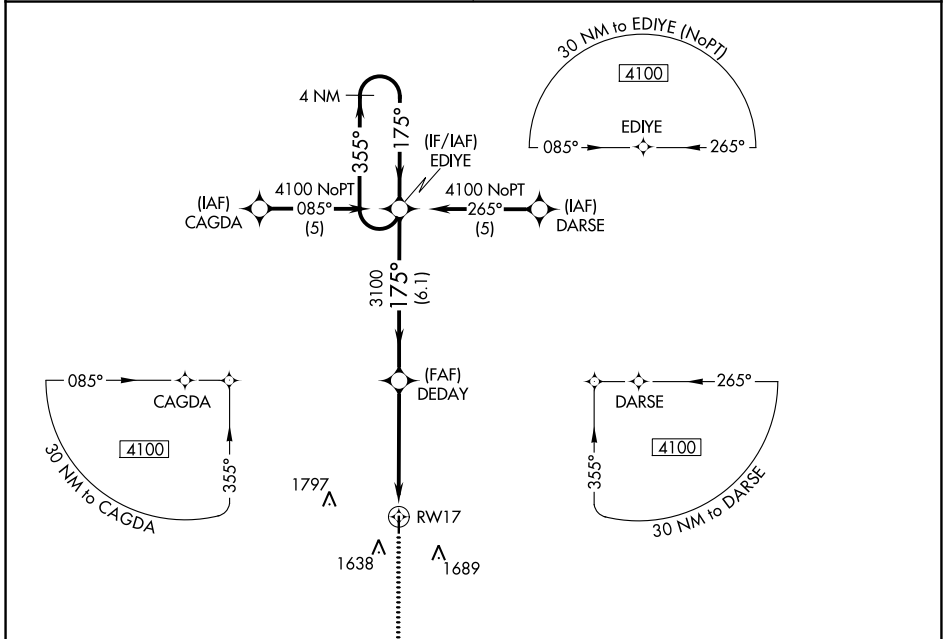 30 NM to EDIYE (NoPT)
4100
EDIYE
085°
265°
4 NM
355°
175°
(IF/IAF)
EDIYE
(IAF)
CAGDA
4100 NoPT
085°
(5)
4100 NoPT
265°
(5)
(IAF)
DARSE
3100
175°
(6.1)
(FAF)
DEDAY
085°
CAGDA
4100
355°
30 NM to CAGDA
265°
DARSE
4100
355°
30 NM to DARSE
1797
RW17
1638
1689